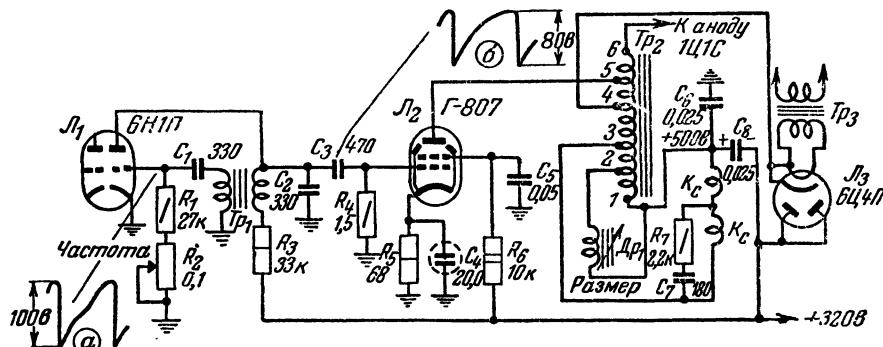 К аноду
1Ц1С
б
80в
6
Тр2
5
4
3
2
1
Л1
6Н1П
Л2
Г-807
С6
0,025
+500в
+
С8
0,025
Тр3
Л3
6Ц4П
С1
330
С3
470
С2
330
Тр1
R1
27к
R4
1,5
С5
0,05
Кс
Кс
Частота
R2
0,1
R3
33к
R5
68
С4
20,0
R6
10к
Др1
Размер
R7
2,2к
С7
180
100в
а
+320в